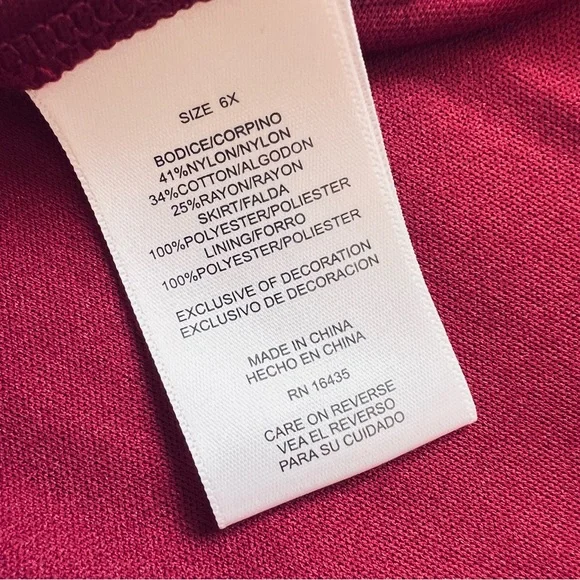 SIZE 6X
BODICE/CORPINO
41%NYLON/NYLON
34%COTTON/ALGODON
25%RAYON/RAYON
SKIRT/FALDA
100%POLYESTER/POLIESTER
LINING/FORRO
100%POLYESTER/POLIESTER
EXCLUSIVE OF DECORATION
EXCLUSIVO DE DECORACION
MADE IN CHINA
HECHO EN CHINA
RN 16435
CARE ON REVERSE
VEA EL REVERSO
PARA SU CUIDADO